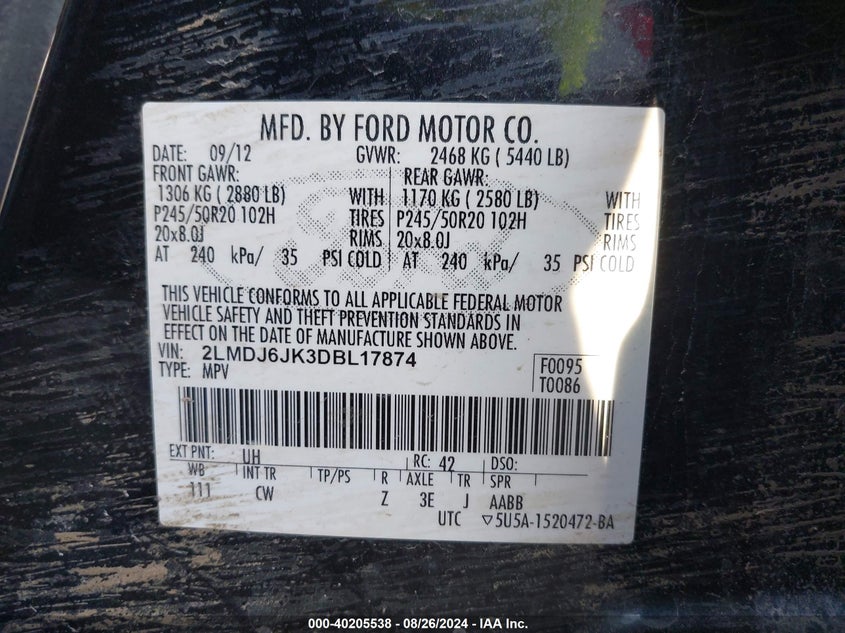 MFD. BY FORD MOTOR CO.
DATE: 09/12 GVWR: 2468 KG ( 5440 LB)
FRONT GAWR: REAR GAWR:
1306 KG ( 2880 LB) WITH 1170 KG ( 2580 LB) WITH
P245/50R20 102H TIRES P245/50R20 102H TIRES
20x8.0J RIMS 20x8.0J RIMS
AT 240 kPa/ 35 PSI COLD AT 240 kPa/ 35 PSI COLD
THIS VEHICLE CONFORMS TO ALL APPLICABLE FEDERAL MOTOR
VEHICLE SAFETY AND THEFT PREVENTION STANDARDS IN
EFFECT ON THE DATE OF MANUFACTURE SHOWN ABOVE.
VIN: 2LMDJ6JK3DBL17874
TYPE: MPV
F0095
T0086
EXT PNT: UH RC: 42 DSO:
WB INT TR TP/PS R AXLE TR SPR
111 CW Z 3E J AABB
UTC ▽5U5A-1520472-BA
000-40205538 - 08/26/2024 - IAA Inc.